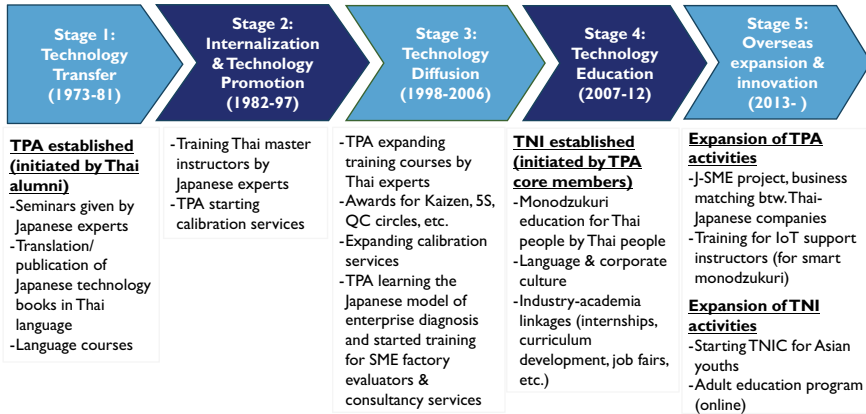 Stage 1:
Technology
Transfer
(1973-81)
Stage 2:
Internalization
& Technology
Promotion
(1982-97)
Stage 3:
Technology
Diffusion
(1998-2006)
Stage 4:
Technology
Education
(2007-12)
Stage 5:
Overseas
expansion &
innovation
(2013- )
TPA established
(initiated by Thai
alumni)
-Seminars given by
Japanese experts
-Translation/
publication of
Japanese technology
books in Thai
language
-Language courses
-Training Thai master
instructors by
Japanese experts
-TPA starting
calibration services
-TPA expanding
training courses by
Thai experts
-Awards for Kaizen, 5S,
QC circles, etc.
-Expanding calibration
services
-TPA learning the
Japanese model of
enterprise diagnosis
and started training
for SME factory
evaluators &
consultancy services
TNI established
(initiated by TPA
core members)
-Monodzukuri
education for Thai
people by Thai people
-Language & corporate
culture
-Industry-academia
linkages (internships,
curriculum
development, job fairs,
etc.)
Expansion of TPA
activities
-J-SME project, business
matching btw. Thai-
Japanese companies
-Training for IoT support
instructors (for smart
monodzukuri)
Expansion of TNI
activities
-Starting TNIC for Asian
youths
-Adult education program
(online)